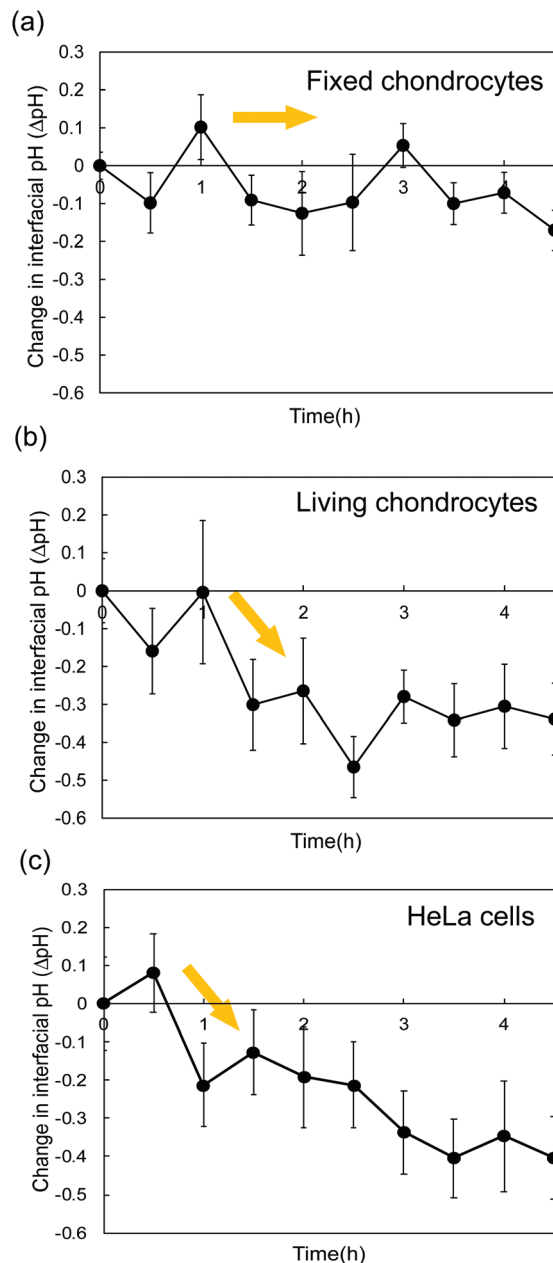 (a)
Fixed chondrocytes
Change in interfacial pH (ΔpH)
0.3
0.2
0.1
0
-0.1
-0.2
-0.3
-0.4
-0.5
-0.6
0 1 2 3 4
Time(h)
(b)
Living chondrocytes
Change in interfacial pH (ΔpH)
0.3
0.2
0.1
0
-0.1
-0.2
-0.3
-0.4
-0.5
-0.6
0 1 2 3 4
Time(h)
(c)
HeLa cells
Change in interfacial pH (ΔpH)
0.3
0.2
0.1
0
-0.1
-0.2
-0.3
-0.4
-0.5
-0.6
0 1 2 3 4
Time(h)